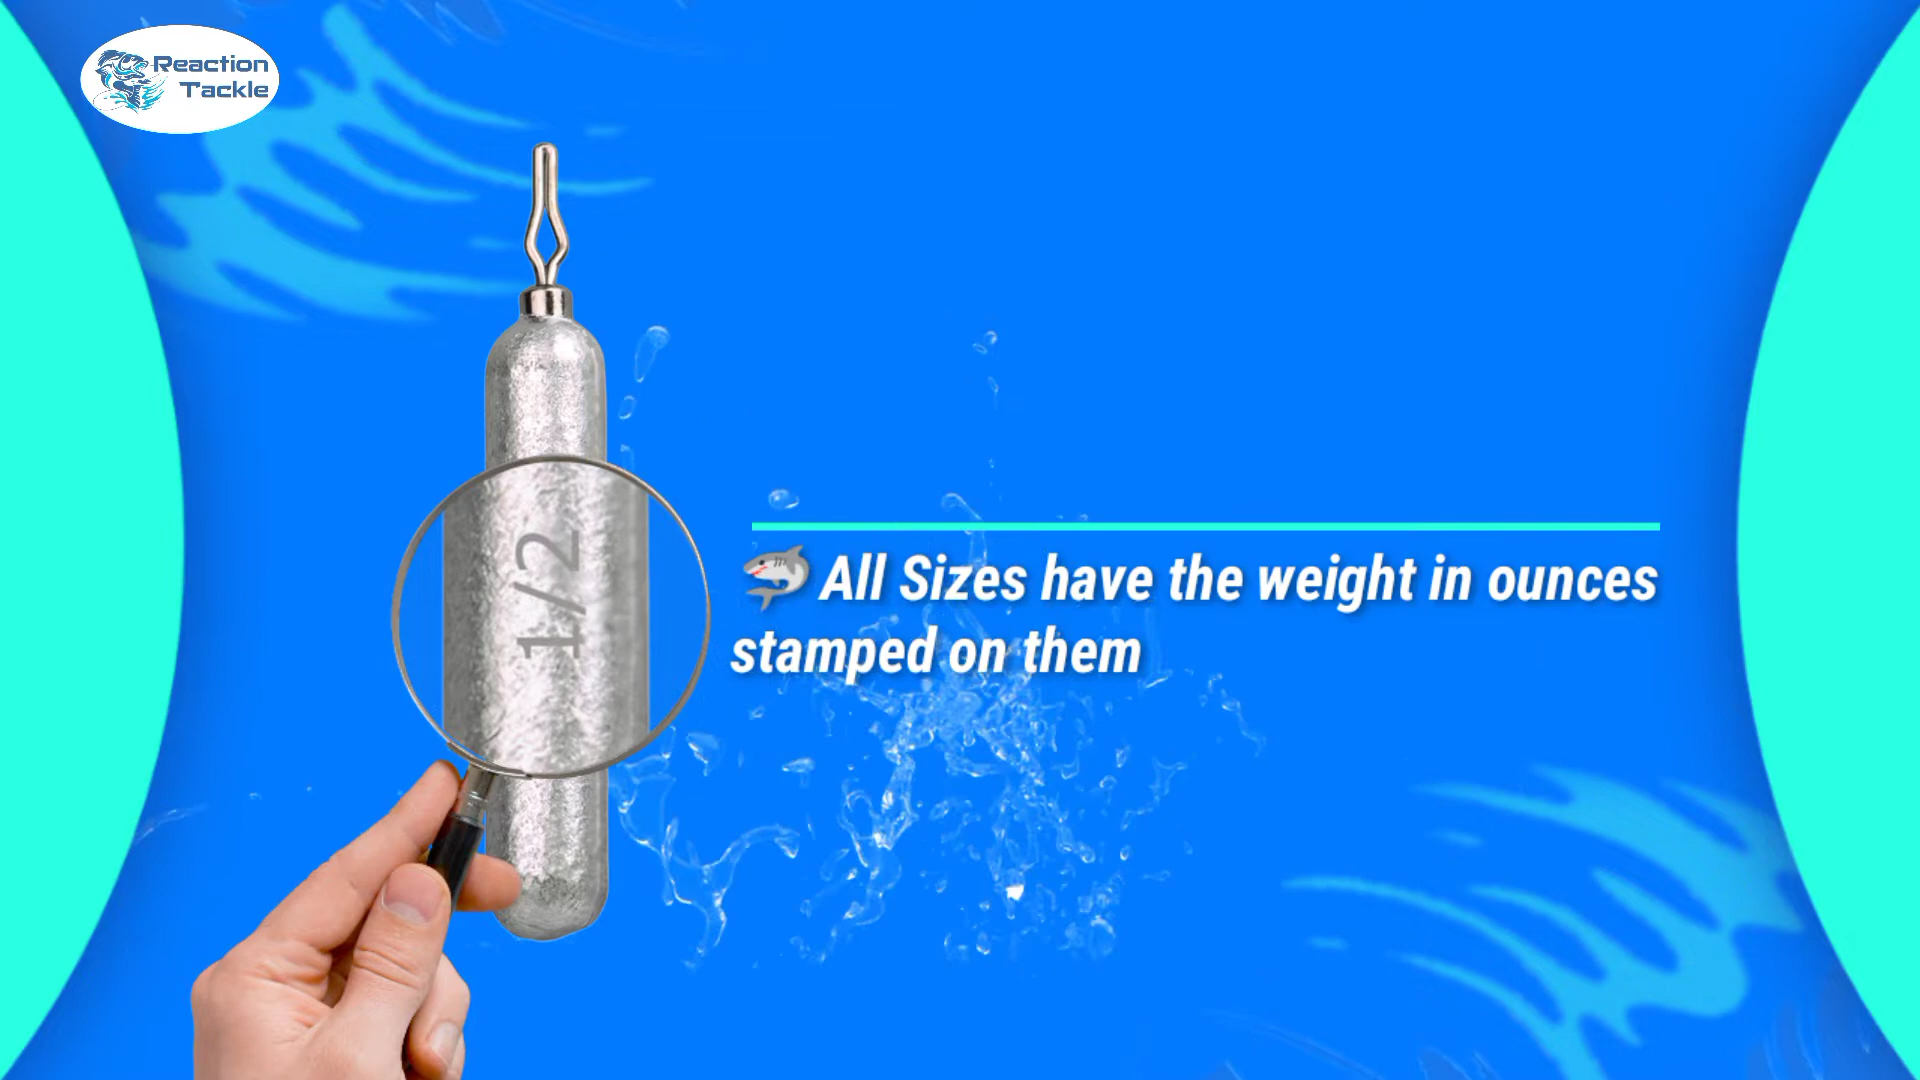 Reaction
Tackle
1/2
All Sizes have the weight in ounces
stamped on them